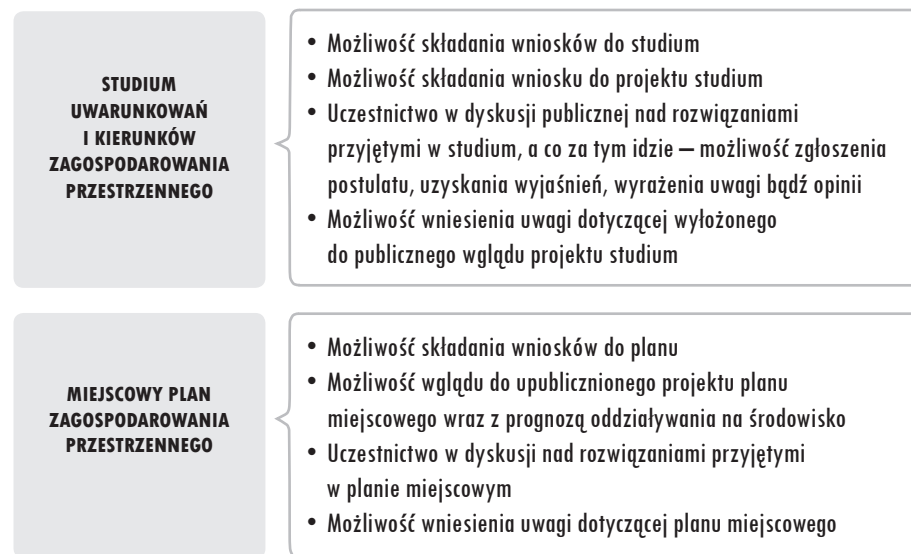 STUDIUM
UWARUNKOWAŃ
I KIERUNKÓW
ZAGOSPODAROWANIA
PRZESTRZENNEGO
• Możliwość składania wniosków do studium
• Możliwość składania wniosku do projektu studium
• Uczestnictwo w dyskusji publicznej nad rozwiązaniami
przyjętymi w studium, a co za tym idzie – możliwość zgłoszenia
postulatu, uzyskania wyjaśnień, wyrażenia uwagi bądź opinii
• Możliwość wniesienia uwagi dotyczącej wyłożonego
do publicznego wglądu projektu studium
MIEJSCOWY PLAN
ZAGOSPODAROWANIA
PRZESTRZENNEGO
• Możliwość składania wniosków do planu
• Możliwość wglądu do upublicznionego projektu planu
miejscowego wraz z prognozą oddziaływania na środowisko
• Uczestnictwo w dyskusji nad rozwiązaniami przyjętymi
w planie miejscowym
• Możliwość wniesienia uwagi dotyczącej planu miejscowego